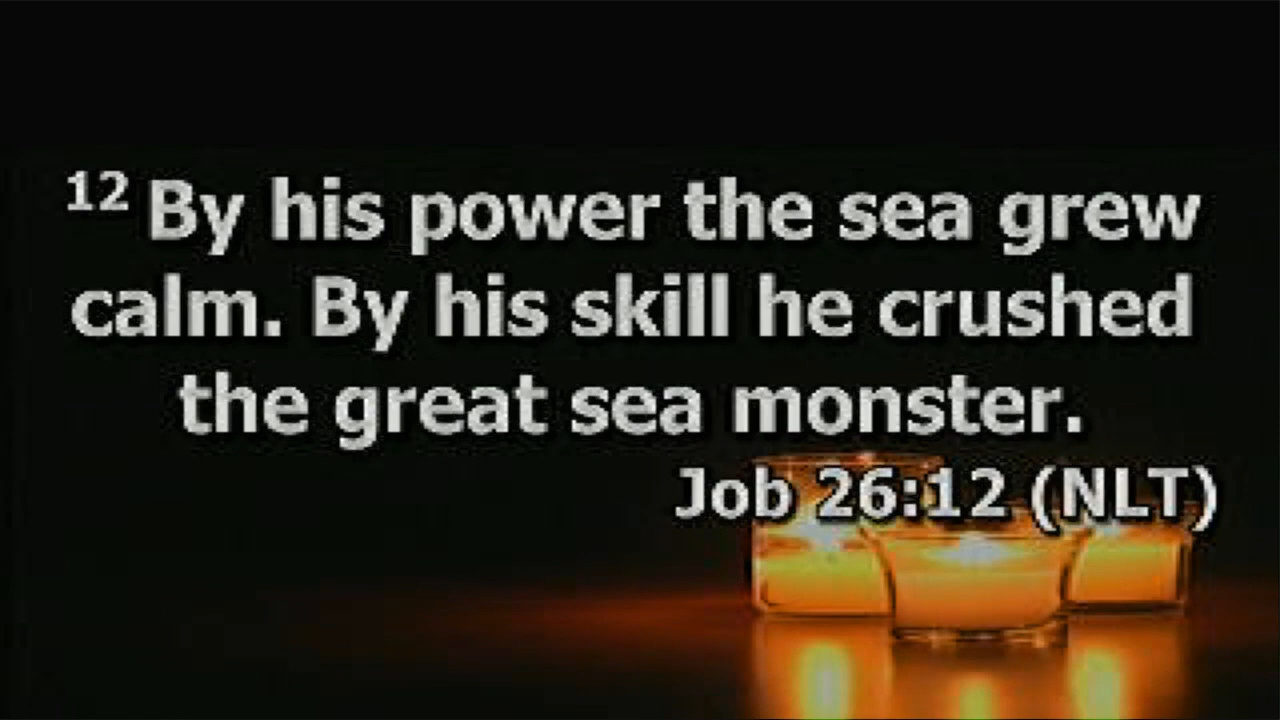 12 By his power the sea grew
calm. By his skill he crushed
the great sea monster.
Job 26:12 (NLT)